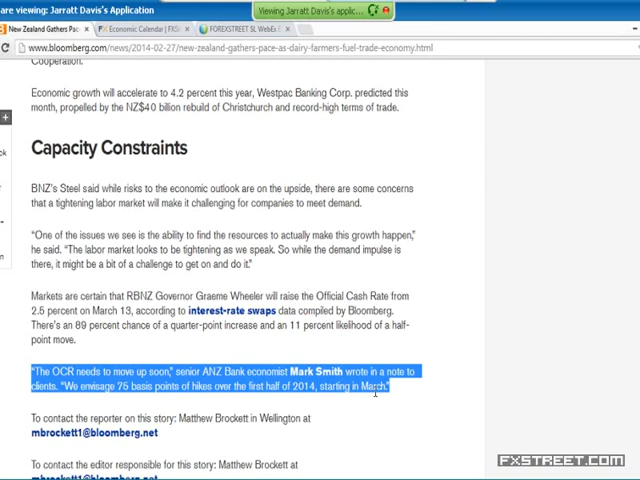 are viewing Jarratt Davis's Application
Viewing Jarratt Davis's applic...
New Zealand Gathers Pac
Economic Calendar | FXS
FOREXSTREET SL WebEx E
www.bloomberg.com/news/2014-02-27/new-zealand-gathers-pace-as-dairy-farmers-fuel-trade-economy.html
Cooperation.
Economic growth will accelerate to 4.2 percent this year, Westpac Banking Corp. predicted this
month, propelled by the NZ$40 billion rebuild of Christchurch and record-high terms of trade.
Capacity Constraints
BNZ's Steel said while risks to the economic outlook are on the upside, there are some concerns
that a tightening labor market will make it challenging for companies to meet demand.
“One of the issues we see is the ability to find the resources to actually make this growth happen,”
he said. “The labor market looks to be tightening as we speak. So while the demand impulse is
there, it might be a bit of a challenge to get on and do it.”
Markets are certain that RBNZ Governor Graeme Wheeler will raise the Official Cash Rate from
2.5 percent on March 13, according to interest-rate swaps data compiled by Bloomberg.
There's an 89 percent chance of a quarter-point increase and an 11 percent likelihood of a half-
point move.
“The OCR needs to move up soon,” senior ANZ Bank economist Mark Smith wrote in a note to
clients. “We envisage 75 basis points of hikes over the first half of 2014, starting in March.”
To contact the reporter on this story: Matthew Brockett in Wellington at
mbrockett1@bloomberg.net
To contact the editor responsible for this story: Matthew Brockett at
mbrockett1@bloomberg.net
FXSTREET.COM